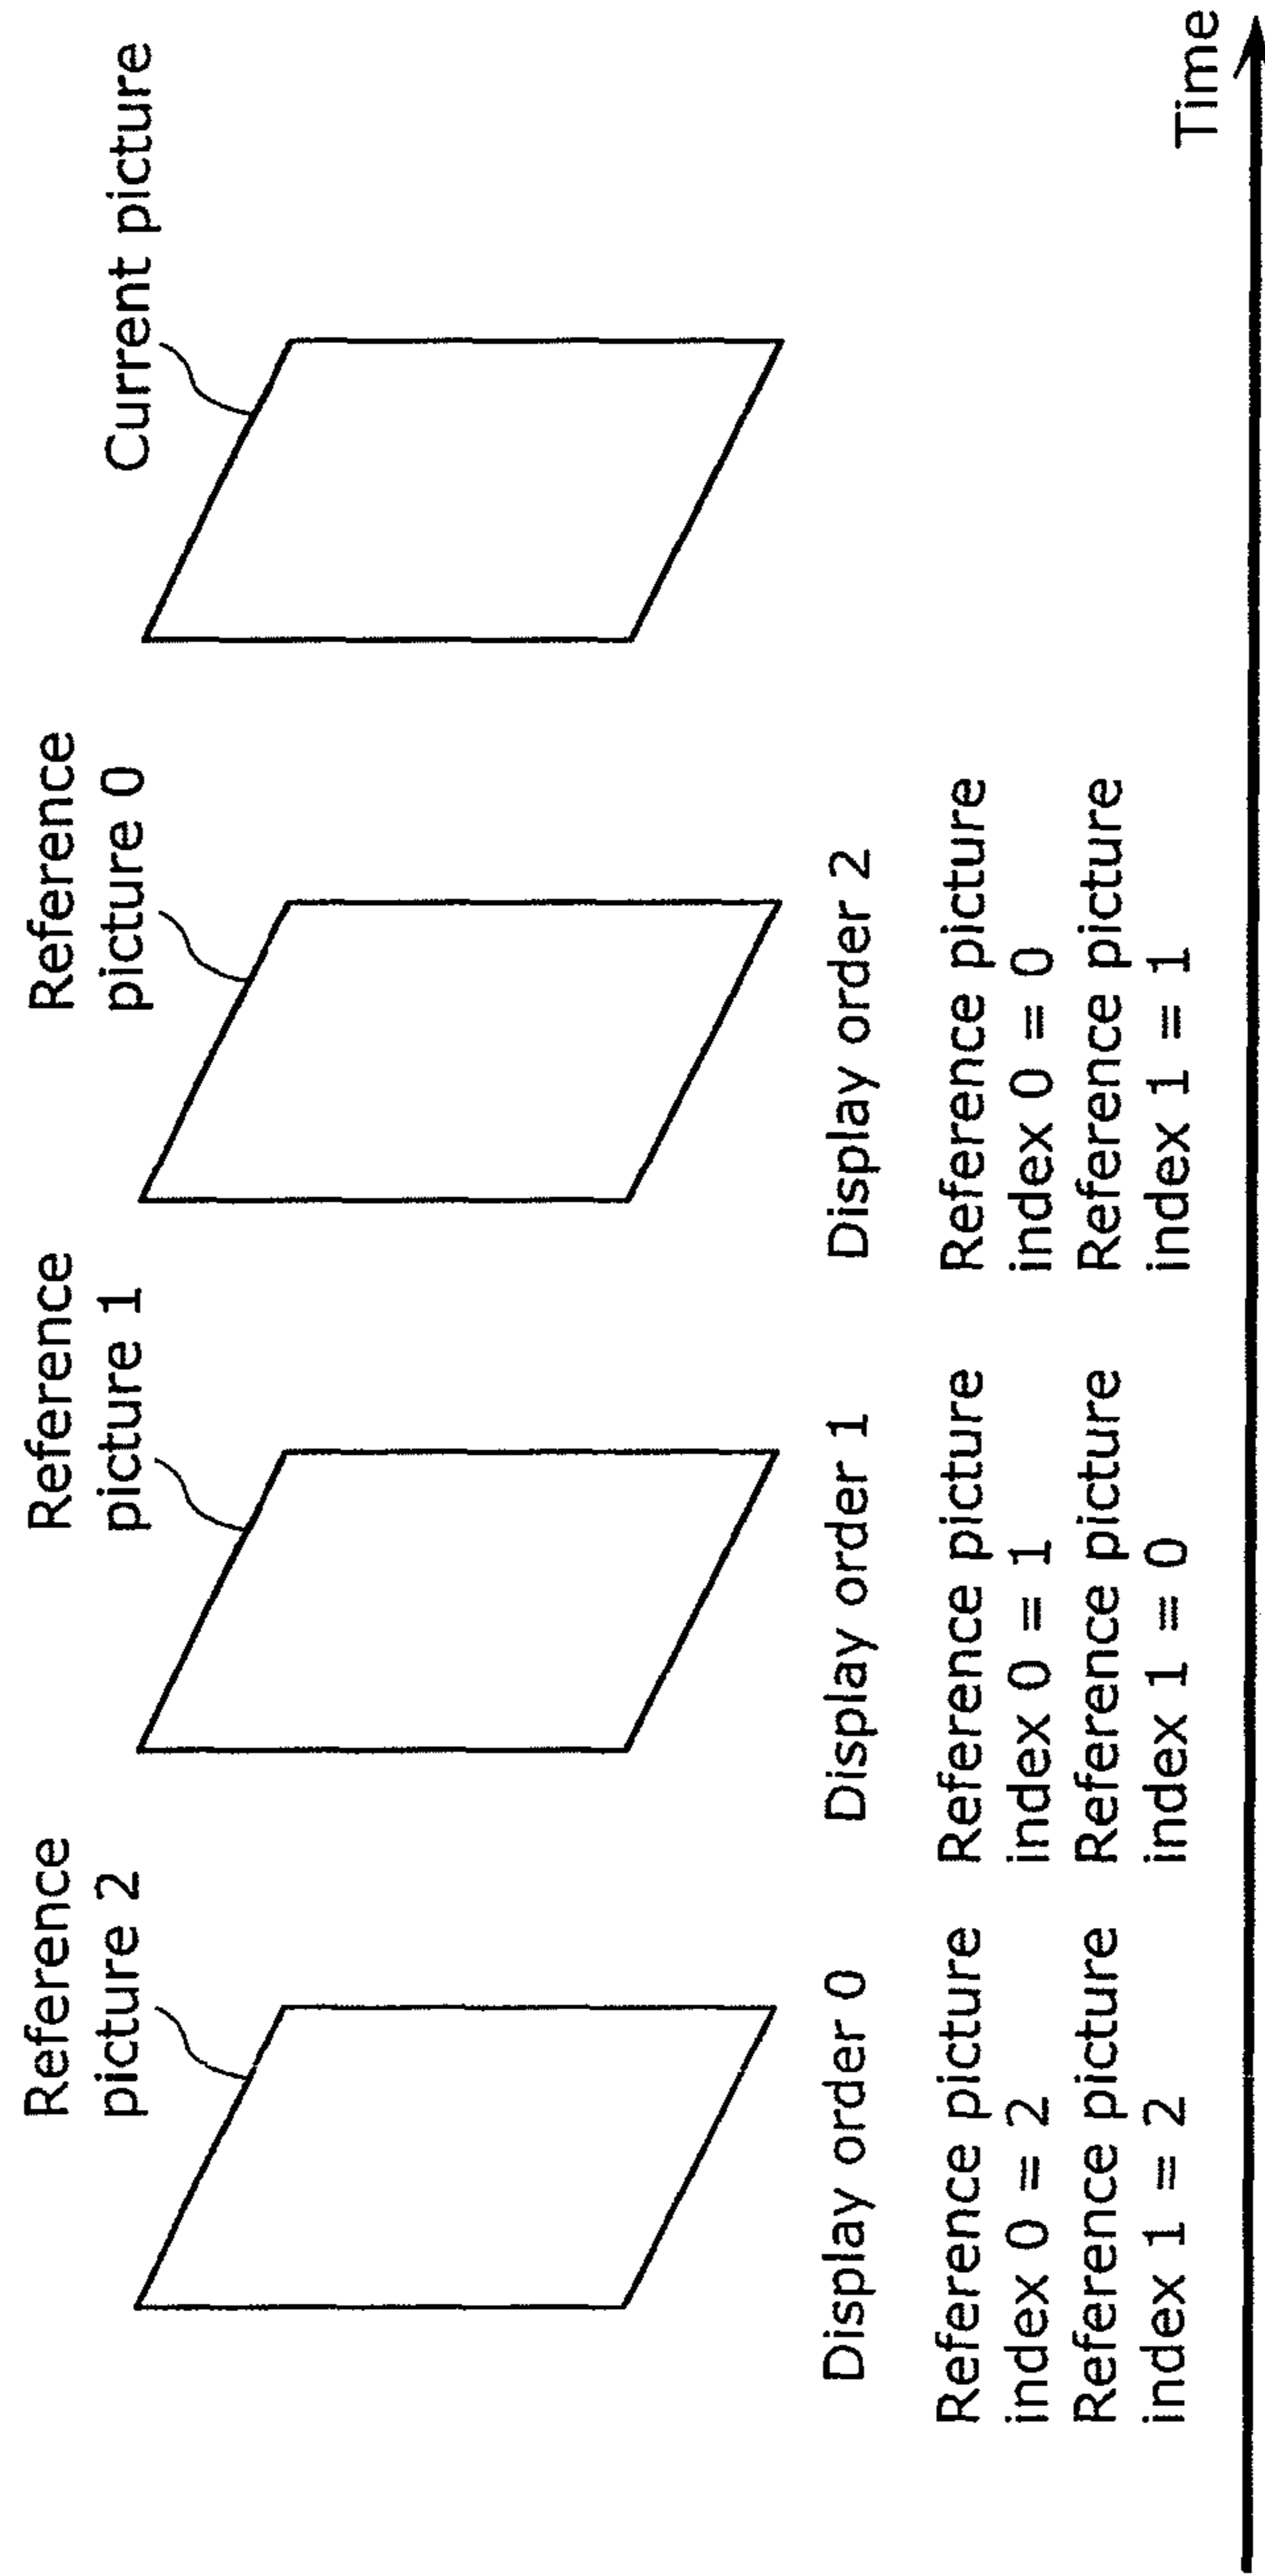 Reference
picture 2
Reference
picture 1
Reference
picture 0
Current picture
Display order 0
Display order 1
Display order 2
Reference picture
index 0 = 2
Reference picture
index 1 = 2
Reference picture
index 0 = 1
Reference picture
index 1 = 0
Reference picture
index 0 = 0
Reference picture
index 1 = 1
Time